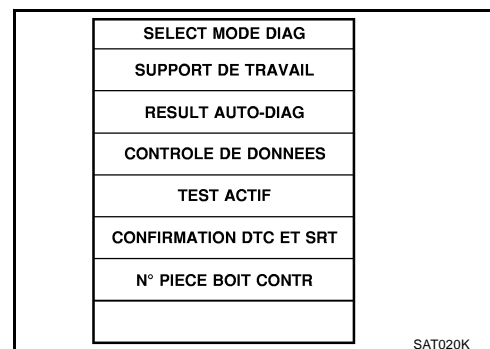 SELECT MODE DIAG
SUPPORT DE TRAVAIL
RESULT AUTO-DIAG
CONTROLE DE DONNEES
TEST ACTIF
CONFIRMATION DTC ET SRT
N° PIECE BOIT CONTR
SAT020K